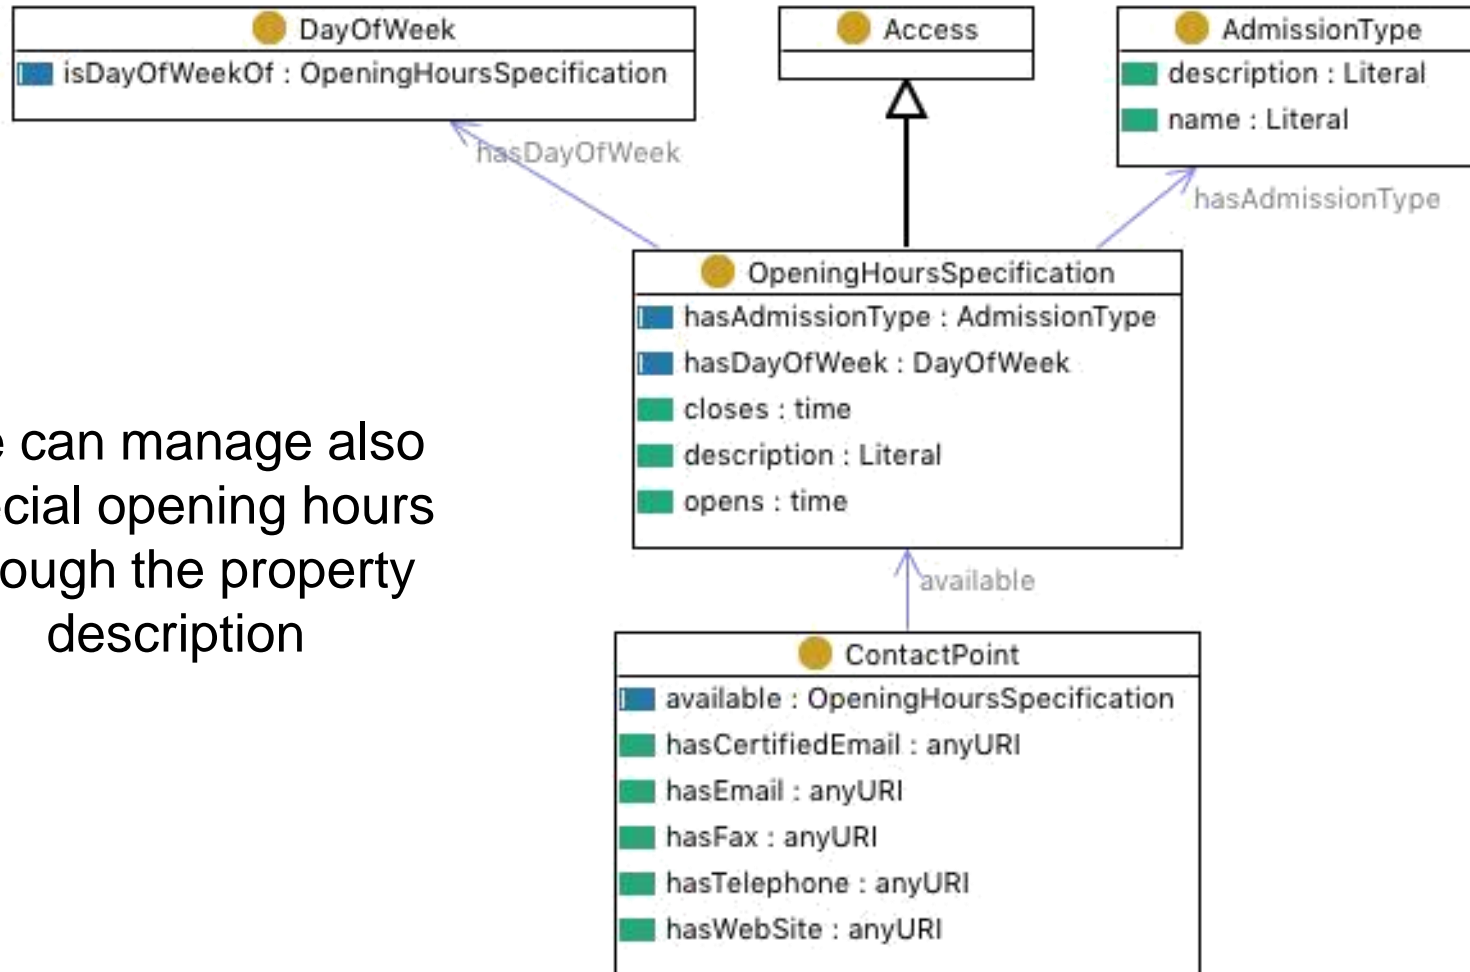 DayOfWeek
isDayOfWeekOf : OpeningHoursSpecification
Access
AdmissionType
description : Literal
name : Literal
hasDayOfWeek
hasAdmissionType
OpeningHoursSpecification
hasAdmissionType : AdmissionType
hasDayOfWeek : DayOfWeek
closes : time
description : Literal
opens : time
can manage also
opening hours
the property
description
available
ContactPoint
available : OpeningHoursSpecification
hasCertifiedEmail : anyURI
hasEmail : anyURI
hasFax : anyURI
hasTelephone : anyURI
hasWebSite : anyURI